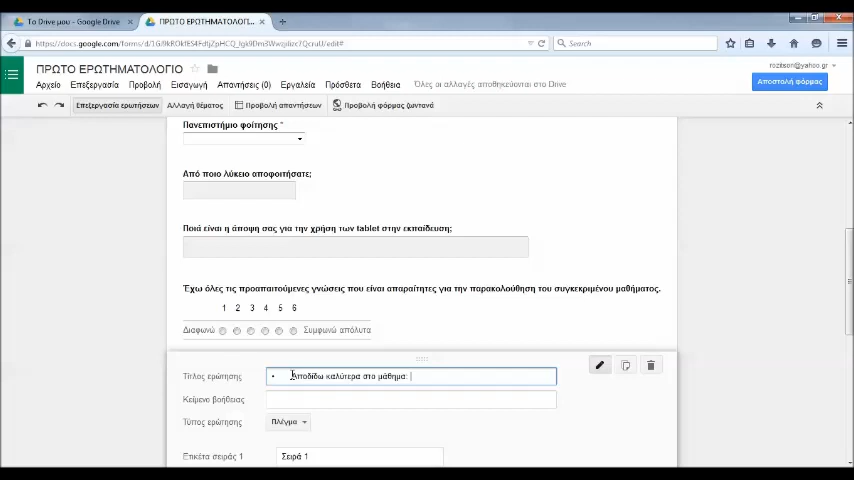 Το Drive μου - Google Drive
ΠΡΩΤΟ ΕΡΩΤΗΜΑΤΟΛΟΓΙ...
Search
ΠΡΩΤΟ ΕΡΩΤΗΜΑΤΟΛΟΓΙΟ
rozitson@yahoo.gr
Αρχείο Επεξεργασία Προβολή Εισαγωγή Απαντήσεις (0) Εργαλεία Πρόσθετα Βοήθεια Όλες οι αλλαγές αποθηκεύονται στο Drive
Αποστολή φόρμας
Επεξεργασία ερωτήσεων Αλλαγή θέματος Προβολή απαντήσεων Προβολή φόρμας ζωντανά
Πανεπιστήμιο φοίτησης *
Από ποιο λύκειο αποφοιτήσατε;
Ποιά είναι η άποψη σας για την χρήση των tablet στην εκπαίδευση;
Έχω όλες τις προαπαιτούμενες γνώσεις που είναι απαραίτητες για την παρακολούθηση του συγκεκριμένου μαθήματος.
1 2 3 4 5 6
Διαφωνώ Συμφωνώ απόλυτα
Τίτλος ερώτησης • Αποδίδω καλύτερα στο μάθημα:
Κείμενο βοήθειας
Τύπος ερώτησης Πλέγμα
Ετικέτα σειράς 1 Σειρά 1